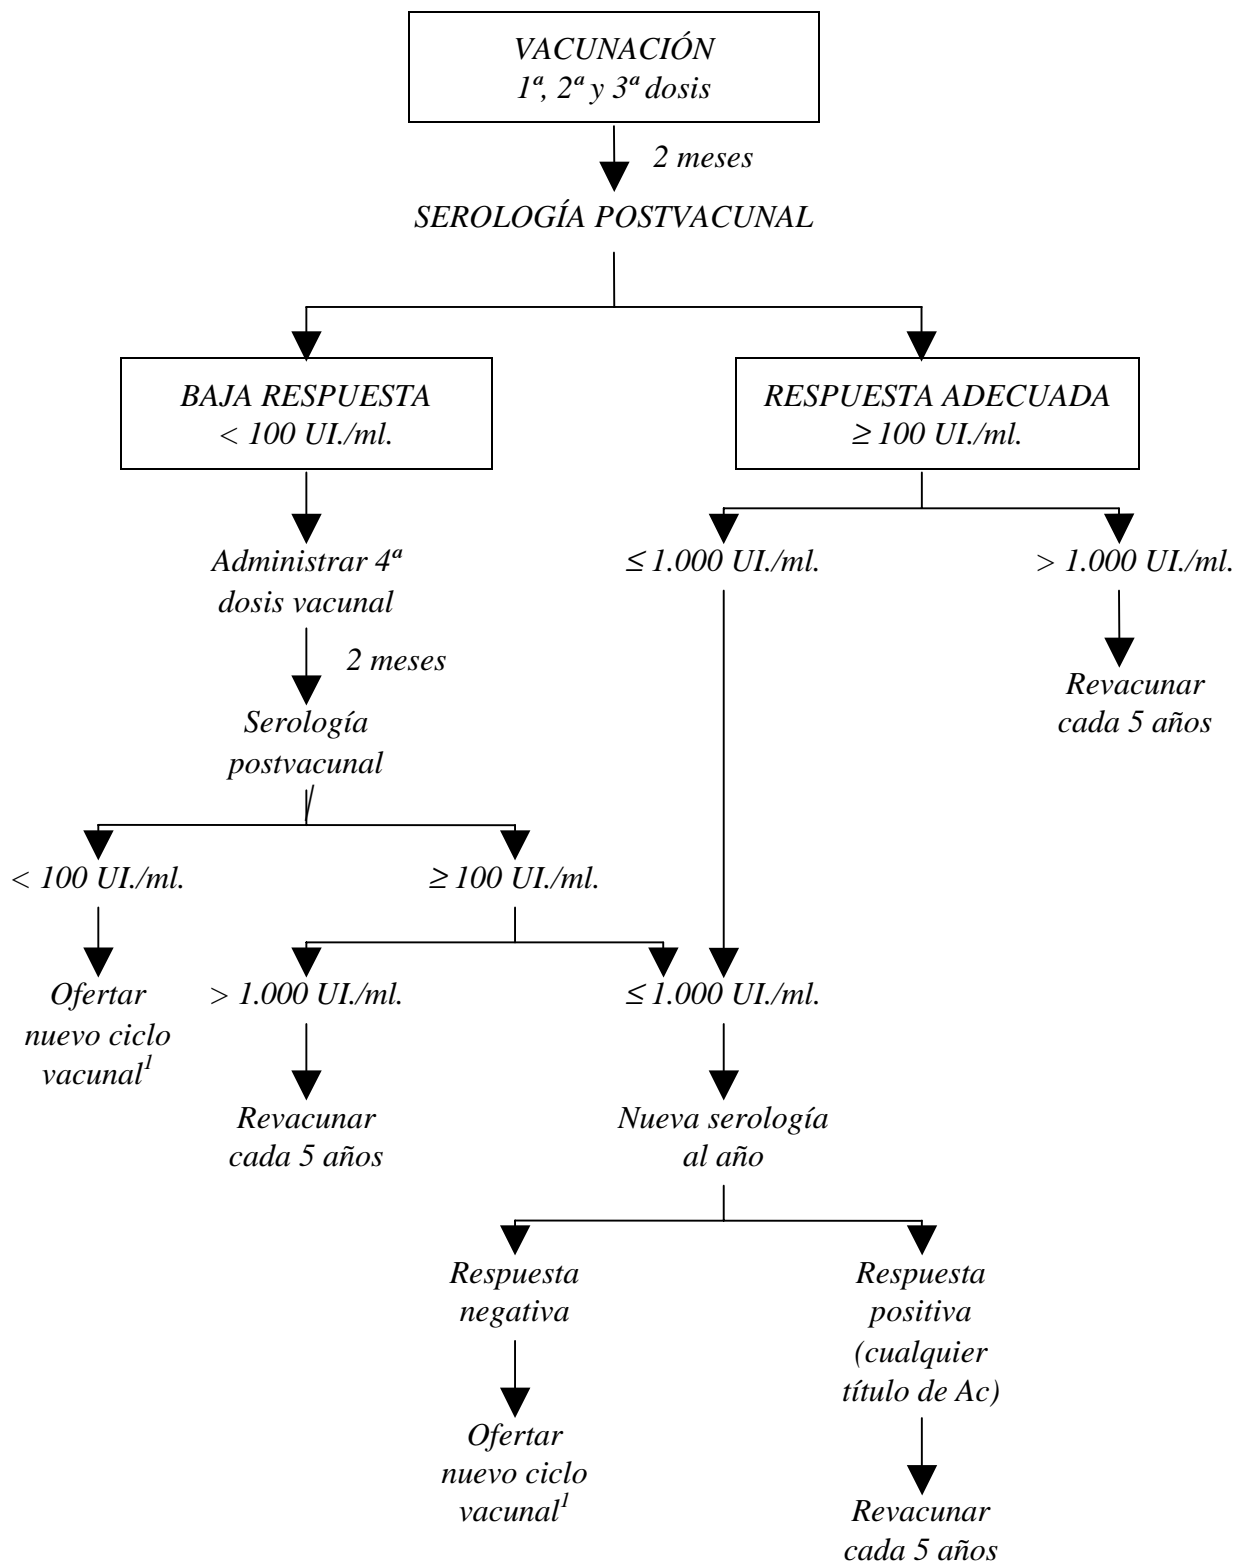 VACUNACIÓN
1ª, 2ª y 3ª dosis
2 meses
SEROLOGÍA POSTVACUNAL
BAJA RESPUESTA
< 100 UI./ml.
RESPUESTA ADECUADA
≥ 100 UI./ml.
Administrar 4ª
dosis vacunal
≤ 1.000 UI./ml.
> 1.000 UI./ml.
2 meses
Revacunar
cada 5 años
Serología
postvacunal
< 100 UI./ml.
≥ 100 UI./ml.
Ofertar
nuevo ciclo
vacunal¹
> 1.000 UI./ml.
≤ 1.000 UI./ml.
Revacunar
cada 5 años
Nueva serología
al año
Respuesta
negativa
Respuesta
positiva
(cualquier
título de Ac)
Ofertar
nuevo ciclo
vacunal¹
Revacunar
cada 5 años